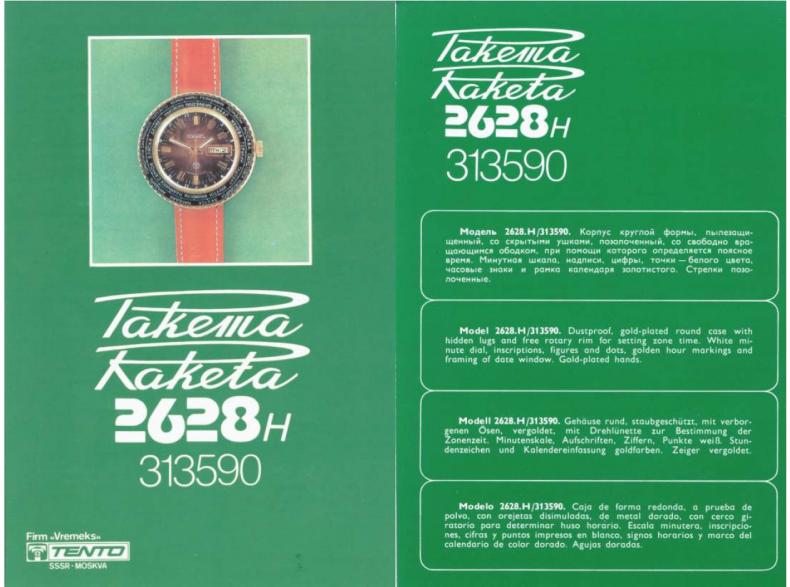 Ракета
Raketa
2628H
313590
Firm «Vremeks»
TENTO
SSSR · MOSKVA
Ракета
Raketa
2628H
313590
Модель 2628.Н/313590. Корпус круглой формы, пылезащи-
щенный, со скрытыми ушками, позолоченный, со свободно вра-
щающимся ободком, при помощи которого определяется поясное
время. Минутная шкала, надписи, цифры, точки — белого цвета,
часовые знаки и рамка календаря золотистого. Стрелки позо-
лоченные.
Model 2628.H/313590. Dustproof, gold-plated round case with
hidden lugs and free rotary rim for setting zone time. White mi-
nute dial, inscriptions, figures and dots, golden hour markings and
framing of date window. Gold-plated hands.
Modell 2628.H/313590. Gehäuse rund, staubgeschützt, mit verbor-
genen Ösen, vergoldet, mit Drehlünette zur Bestimmung der
Zonenzeit. Minutenskale, Aufschriften, Ziffern, Punkte weiß. Stun-
denzeichen und Kalendereinfassung goldfarben. Zeiger vergoldet.
Modelo 2628.H/313590. Caja de forma redonda, a prueba de
polvo, con orejetas disimuladas, de metal dorado, con cerco gi-
ratorio para determinar huso horario. Escala minutera, inscripcio-
nes, cifras y puntos impresos en blanco, signos horarios y marco del
calendario de color dorado. Agujas doradas.